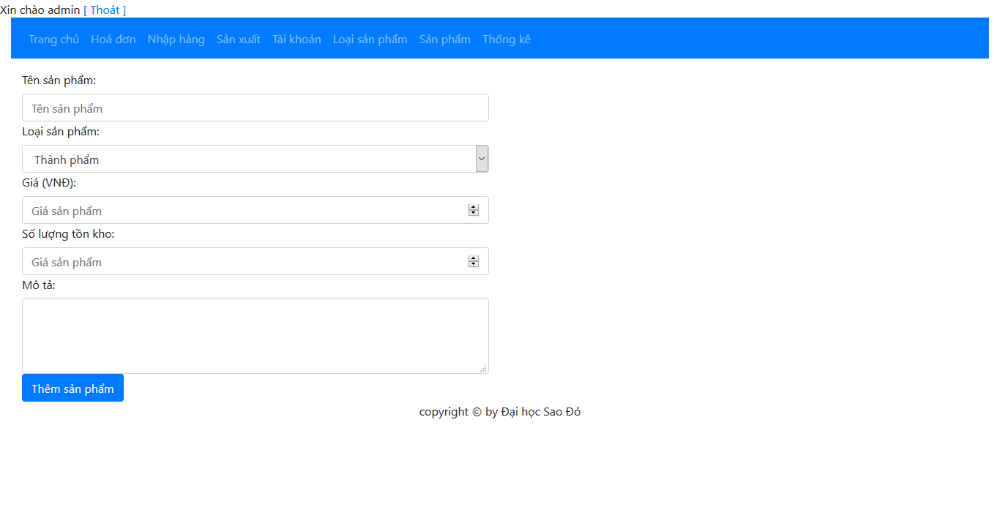 Xin chào admin [ Thoát ]
Trang chủ Hoá đơn Nhập hàng Sản xuất Tài khoản Loại sản phẩm Sản phẩm Thống kê
Tên sản phẩm:
Tên sản phẩm
Loại sản phẩm:
Thành phẩm
Giá (VNĐ):
Giá sản phẩm
Số lượng tồn kho:
Giá sản phẩm
Mô tả:
Thêm sản phẩm
copyright © by Đại học Sao Đỏ